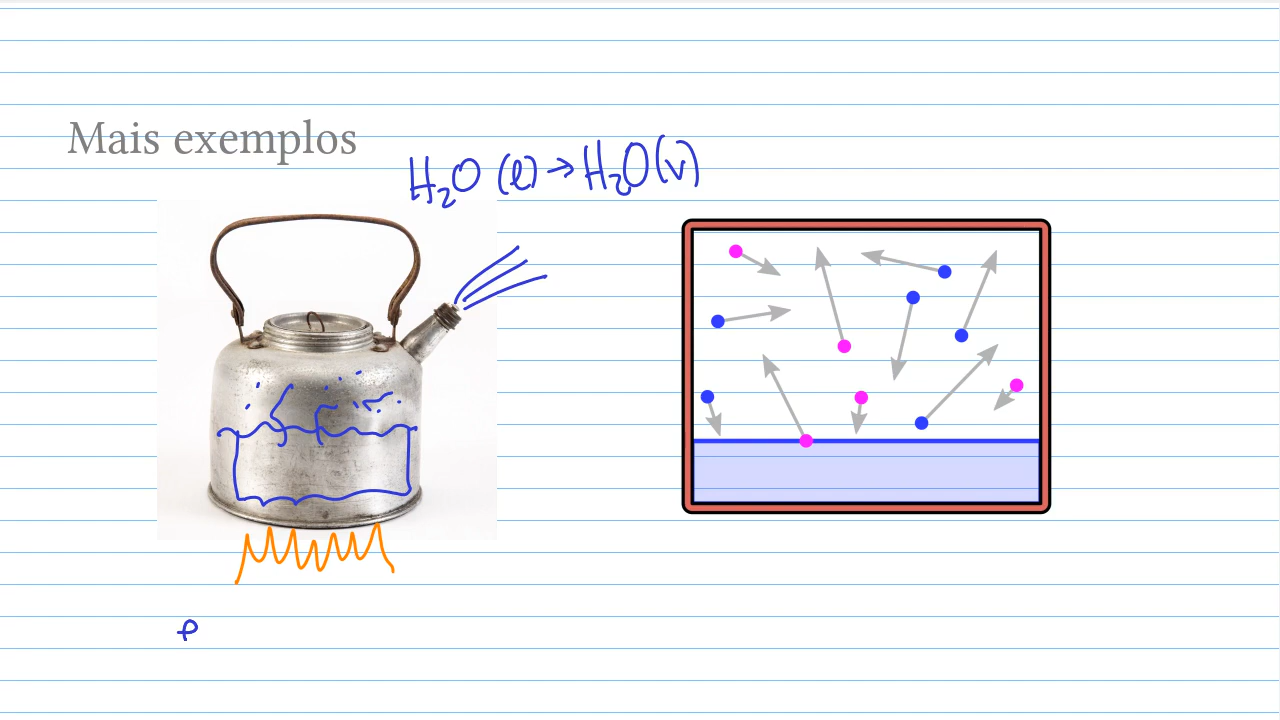 Mais exemplos
H₂O (l) → H₂O(v)